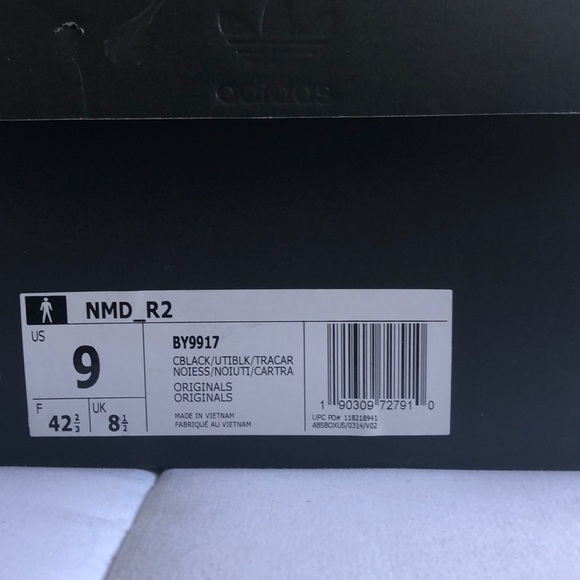 adidas
NMD_R2
US
9
F
42 2/3
UK
8 1/2
BY9917
CBLACK/UTIBLK/TRACAR
NOIESS/NOIUTI/CARTRA
ORIGINALS
ORIGINALS
MADE IN VIETNAM
FABRIQUÉ AU VIETNAM
1 90309 72791 0
UPC PO# 118218941
ABSBOXUS/0314/V02